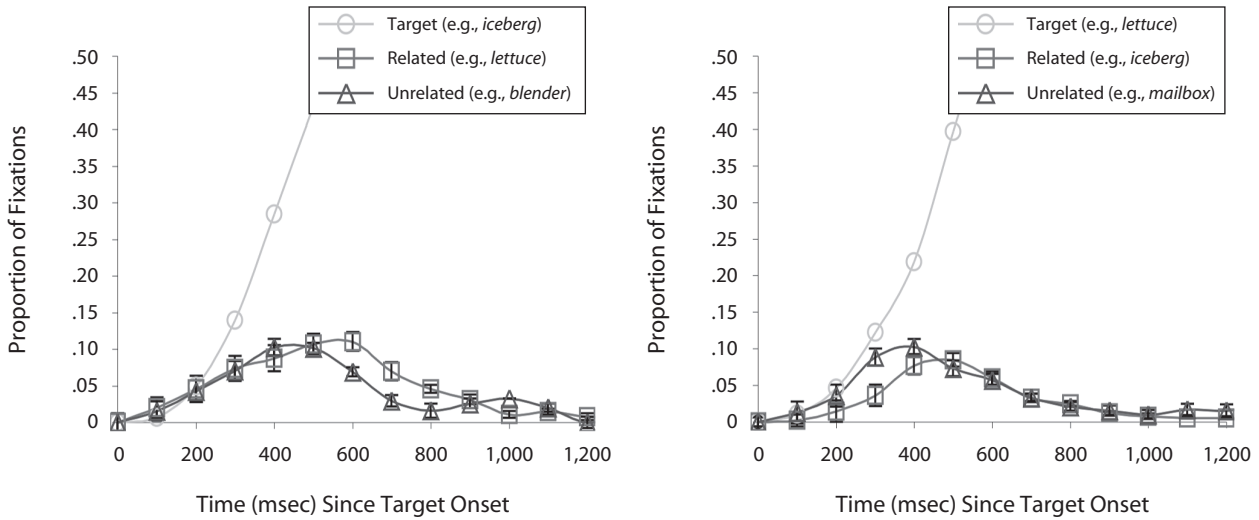 Target (e.g., iceberg)
Related (e.g., lettuce)
Unrelated (e.g., blender)
.50
.45
.40
.35
.30
.25
.20
.15
.10
.05
0
Proportion of Fixations
0 200 400 600 800 1,000 1,200
Time (msec) Since Target Onset
Target (e.g., lettuce)
Related (e.g., iceberg)
Unrelated (e.g., mailbox)
.50
.45
.40
.35
.30
.25
.20
.15
.10
.05
0
Proportion of Fixations
0 200 400 600 800 1,000 1,200
Time (msec) Since Target Onset